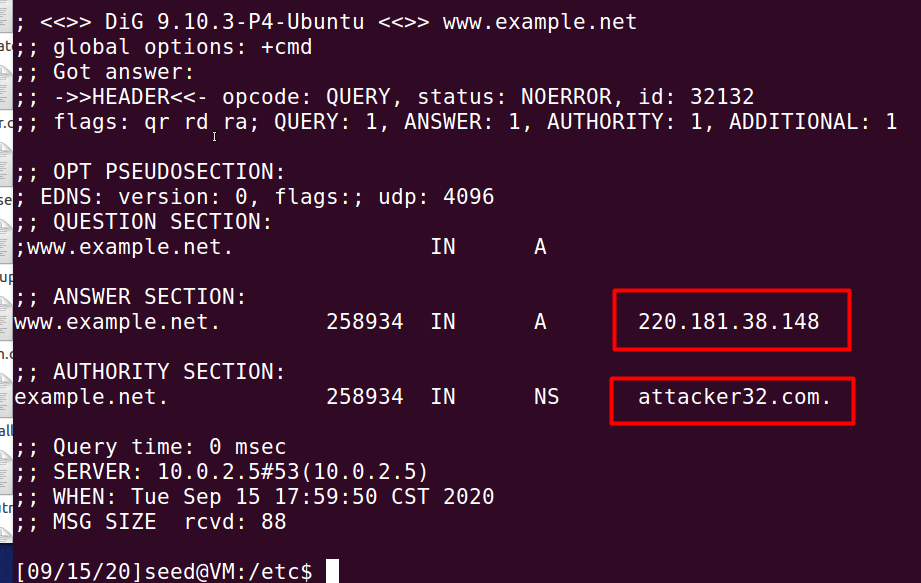 ; <<>> DiG 9.10.3-P4-Ubuntu <<>> www.example.net
;; global options: +cmd
;; Got answer:
;; ->>HEADER<<- opcode: QUERY, status: NOERROR, id: 32132
;; flags: qr rd ra; QUERY: 1, ANSWER: 1, AUTHORITY: 1, ADDITIONAL: 1
;; OPT PSEUDOSECTION:
; EDNS: version: 0, flags:; udp: 4096
;; QUESTION SECTION:
;www.example.net. IN A
;; ANSWER SECTION:
www.example.net. 258934 IN A 220.181.38.148
;; AUTHORITY SECTION:
example.net. 258934 IN NS attacker32.com.
;; Query time: 0 msec
;; SERVER: 10.0.2.5#53(10.0.2.5)
;; WHEN: Tue Sep 15 17:59:50 CST 2020
;; MSG SIZE rcvd: 88
[09/15/20]seed@VM:/etc$